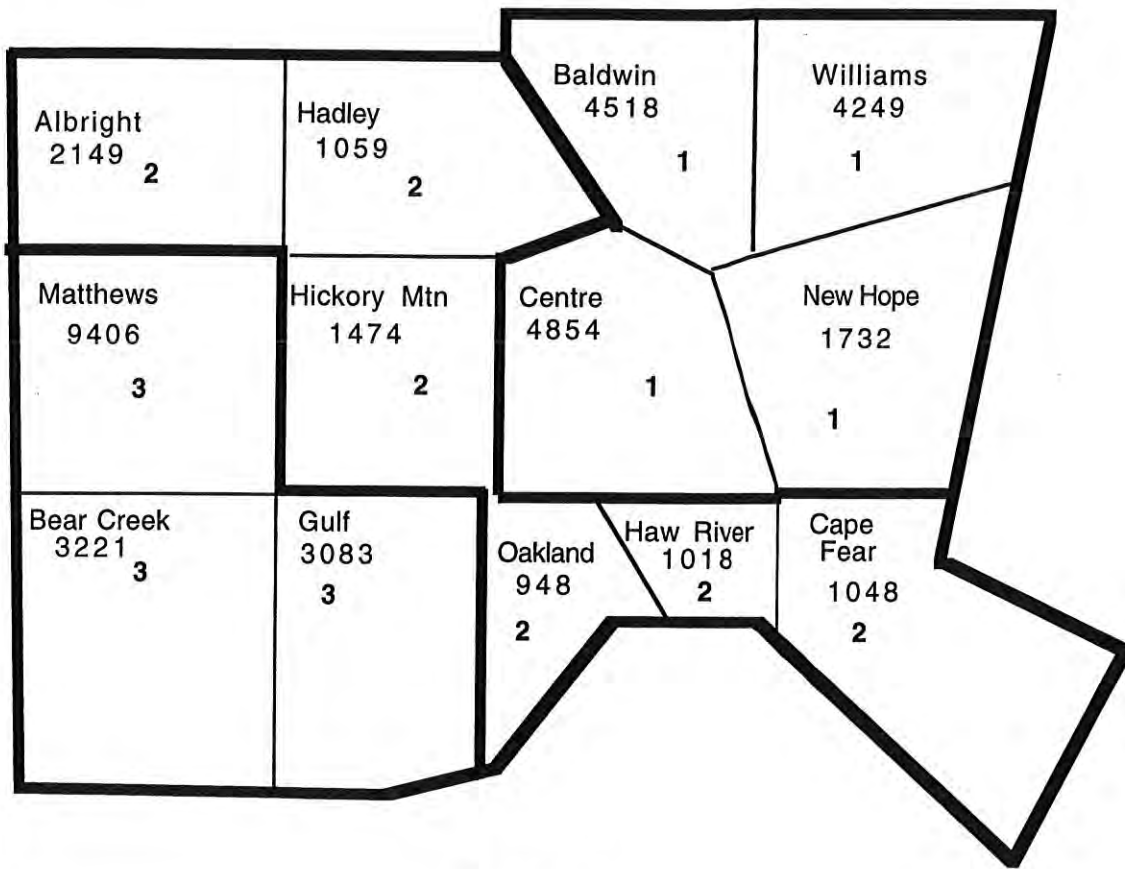 Albright
2149
2
Hadley
1059
2
Baldwin
4518
1
Williams
4249
1
Matthews
9406
3
Hickory Mtn
1474
2
Centre
4854
1
New Hope
1732
1
Bear Creek
3221
3
Gulf
3083
3
Oakland
948
2
Haw River
1018
2
Cape
Fear
1048
2